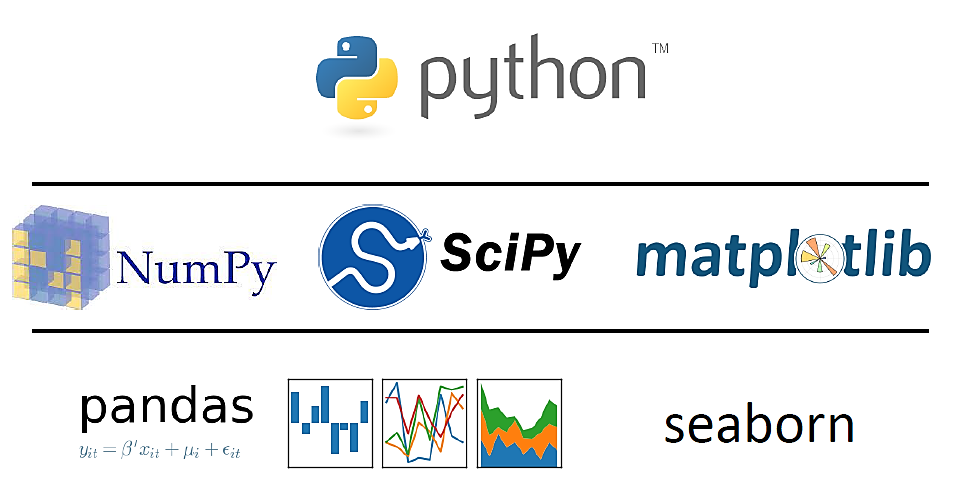 python™
NumPy
SciPy
matplotlib
pandas
y_it = β′x_it + μ_i + ϵ_it
seaborn